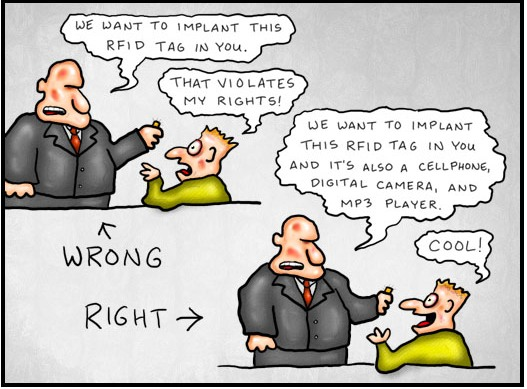 WE WANT TO IMPLANT THIS
RFID TAG IN YOU.
THAT VIOLATES
MY RIGHTS!
WRONG
WE WANT TO IMPLANT
THIS RFID TAG IN YOU
AND IT'S ALSO A CELLPHONE,
DIGITAL CAMERA, AND
MP3 PLAYER.
COOL!
RIGHT →